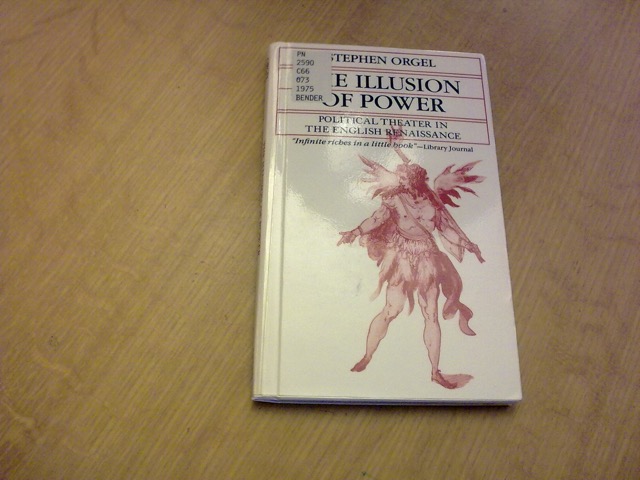 PN
2590
C66
073
1975
BENDER
STEPHEN ORGEL
E ILLUSION
OF POWER
POLITICAL THEATER IN
THE ENGLISH RENAISSANCE
"Infinite riches in a little book"—Library Journal